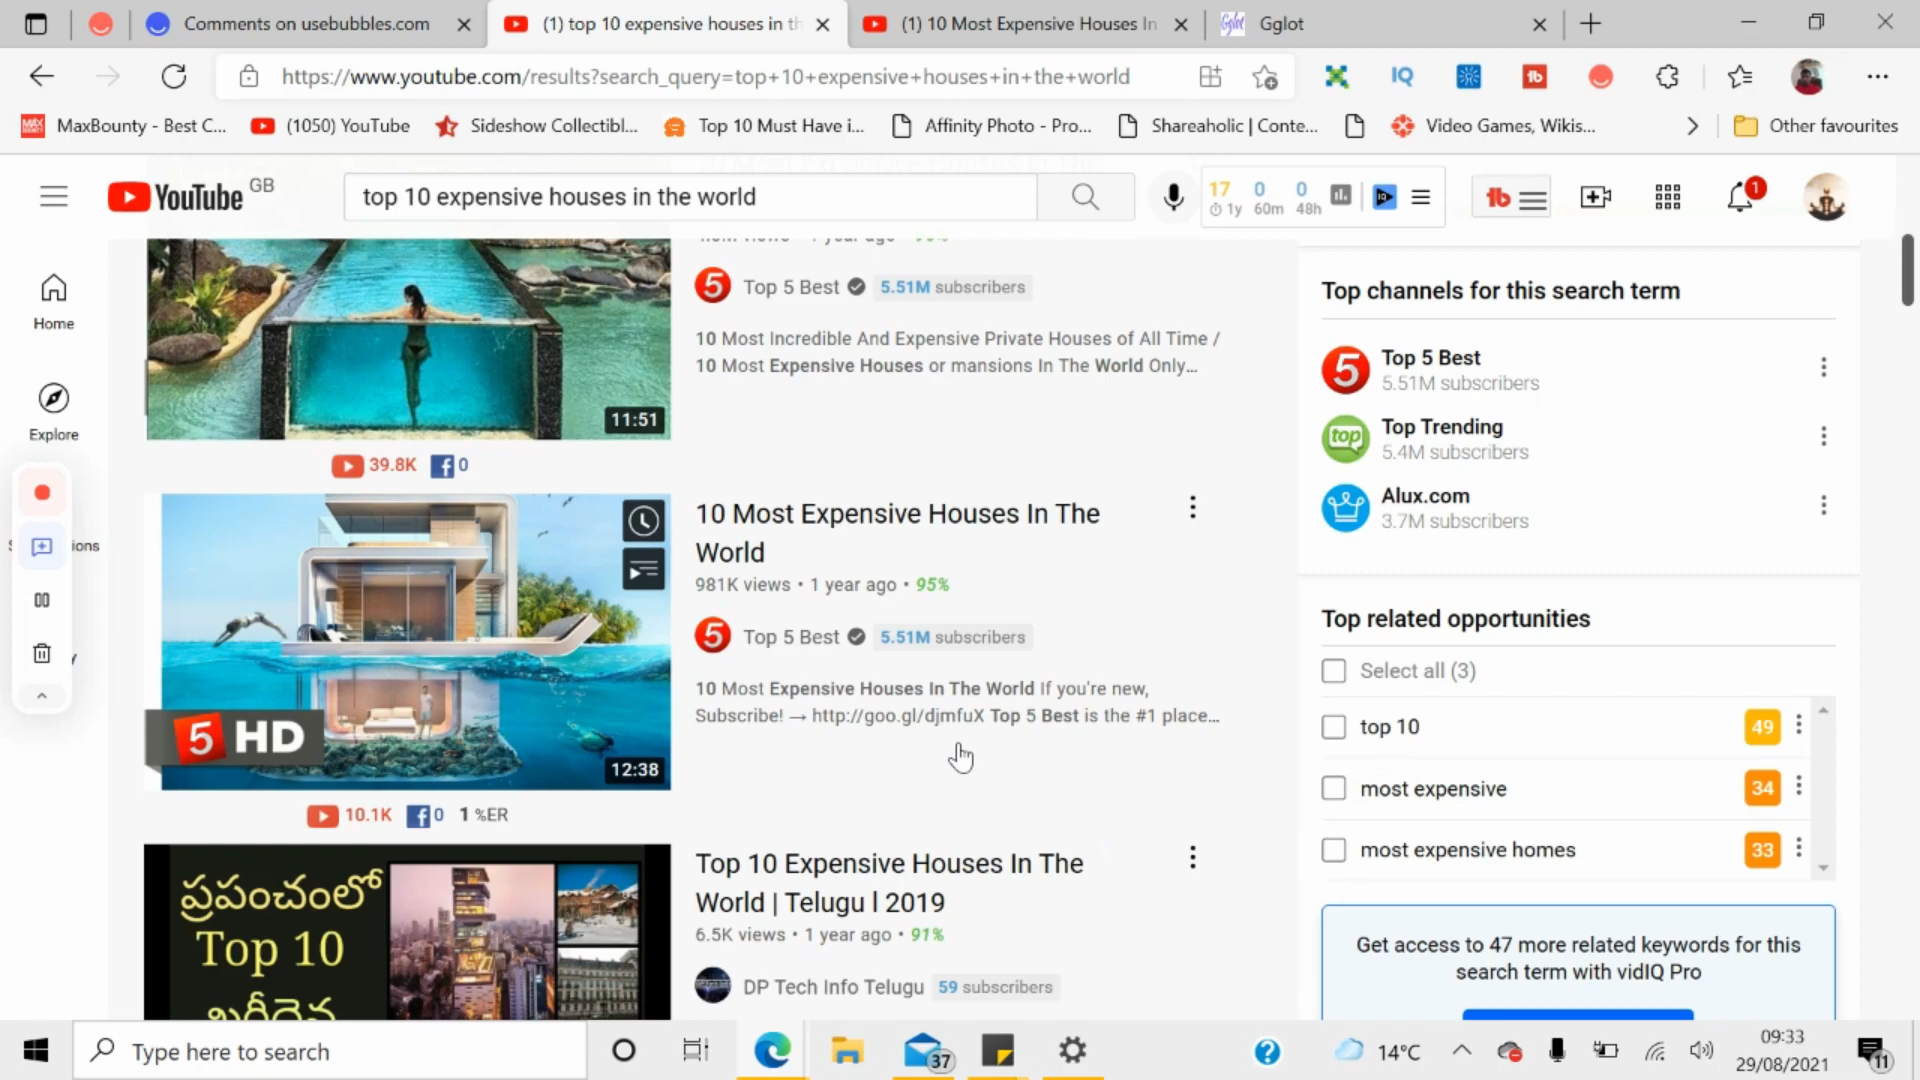 Comments on usebubbles.com
(1) top 10 expensive houses in th
(1) 10 Most Expensive Houses In
Gglot
Gglot
https://www.youtube.com/results?search_query=top+10+expensive+houses+in+the+world
IQ
tb
MAX BOUNTY
MaxBounty - Best C...
(1050) YouTube
Sideshow Collectibl...
Top 10 Must Have i...
Affinity Photo - Pro...
Shareaholic | Conte...
Video Games, Wikis...
Other favourites
YouTube GB
top 10 expensive houses in the world
17 0 0
1y 60m 48h
tb
1
Home
Explore
ions
y
11:51
5 Top 5 Best 5.51M subscribers
10 Most Incredible And Expensive Private Houses of All Time /
10 Most Expensive Houses or mansions In The World Only...
39.8K 0
5 HD
12:38
10 Most Expensive Houses In The
World
981K views • 1 year ago • 95%
5 Top 5 Best 5.51M subscribers
10 Most Expensive Houses In The World If you're new,
Subscribe! → http://goo.gl/djmfuX Top 5 Best is the #1 place...
10.1K 0 1 %ER
ప్రపంచంలో
Top 10
Top 10 Expensive Houses In The
World | Telugu l 2019
6.5K views • 1 year ago • 91%
DP Tech Info Telugu 59 subscribers
Top channels for this search term
5 Top 5 Best
5.51M subscribers
top Top Trending
5.4M subscribers
Alux.com
3.7M subscribers
Top related opportunities
Select all (3)
top 10 49
most expensive 34
most expensive homes 33
Get access to 47 more related keywords for this
search term with vidIQ Pro
Type here to search
37
14°C
09:33
29/08/2021
11